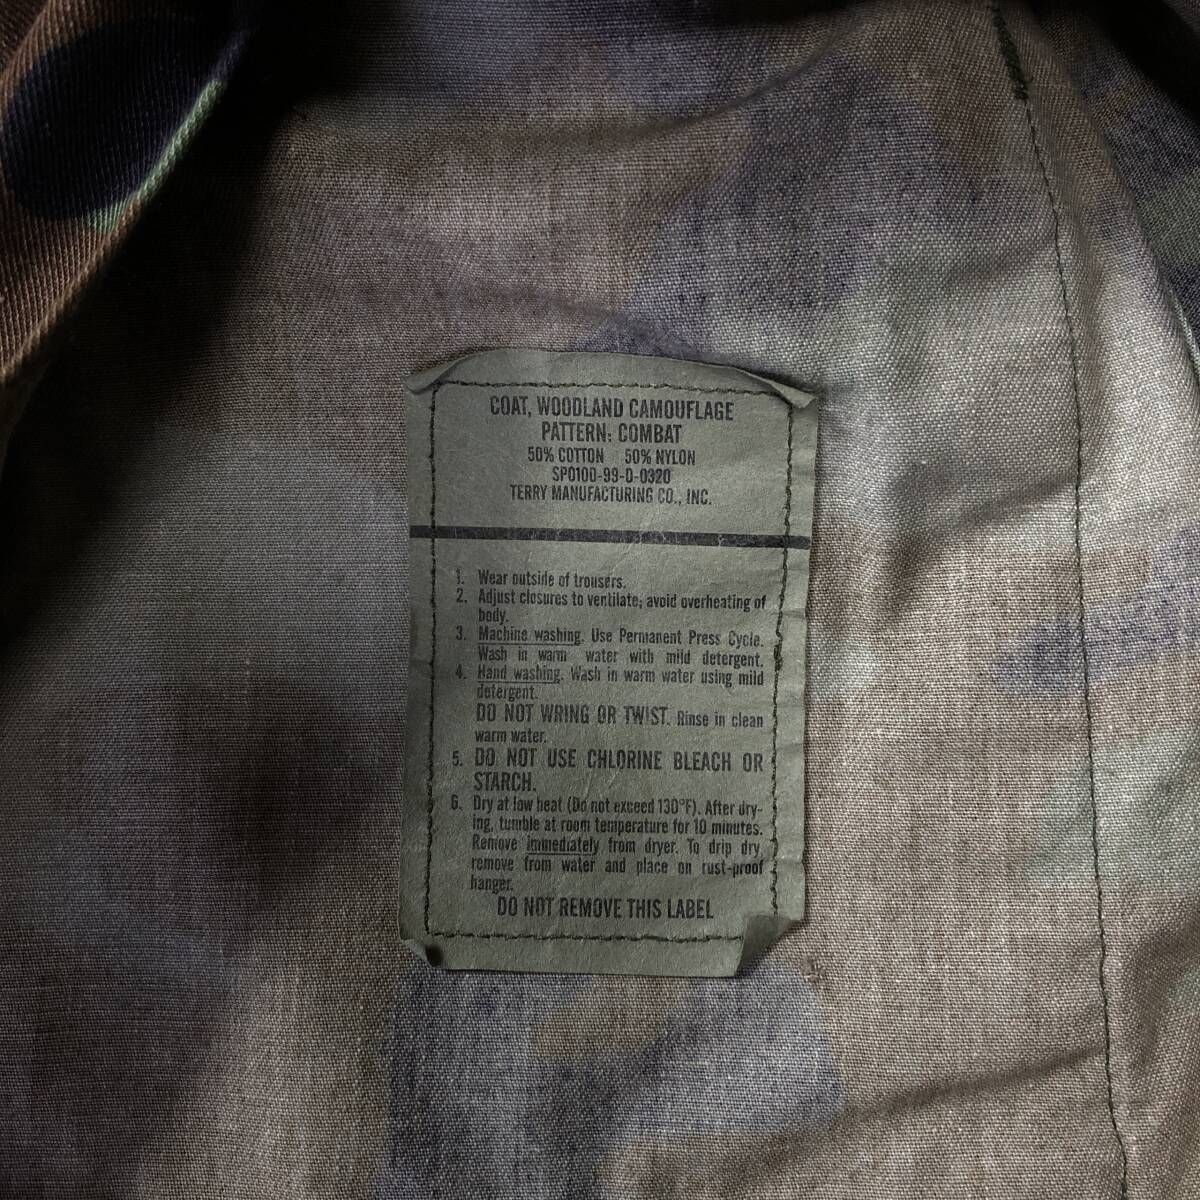 COAT, WOODLAND CAMOUFLAGE
PATTERN: COMBAT
50% COTTON 50% NYLON
SP0100-99-D-0320
TERRY MANUFACTURING CO., INC.
1. Wear outside of trousers.
2. Adjust closures to ventilate; avoid overheating of
body.
3. Machine washing. Use Permanent Press Cycle.
Wash in warm water with mild detergent.
4. Hand washing. Wash in warm water using mild
detergent.
DO NOT WRING OR TWIST. Rinse in clean
warm water.
5. DO NOT USE CHLORINE BLEACH OR
STARCH.
6. Dry at low heat (Do not exceed 130°F). After dry-
ing, tumble at room temperature for 10 minutes.
Remove immediately from dryer. To drip dry,
remove from water and place on rust-proof
hanger.
DO NOT REMOVE THIS LABEL